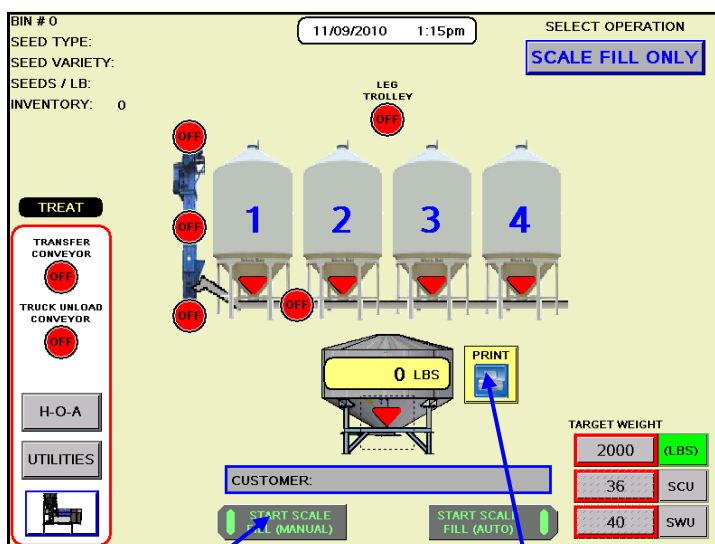 BIN # 0
SEED TYPE:
SEED VARIETY:
SEEDS / LB:
INVENTORY: 0
11/09/2010 1:15pm
SELECT OPERATION
SCALE FILL ONLY
LEG
TROLLEY
OFF
OFF
OFF
OFF
OFF
1 2 3 4
TREAT
TRANSFER
CONVEYOR
OFF
TRUCK UNLOAD
CONVEYOR
OFF
H-O-A
UTILITIES
0 LBS
PRINT
CUSTOMER:
START SCALE
FILL (MANUAL)
START SCALE
FILL (AUTO)
TARGET WEIGHT
2000 (LBS)
36 SCU
40 SWU